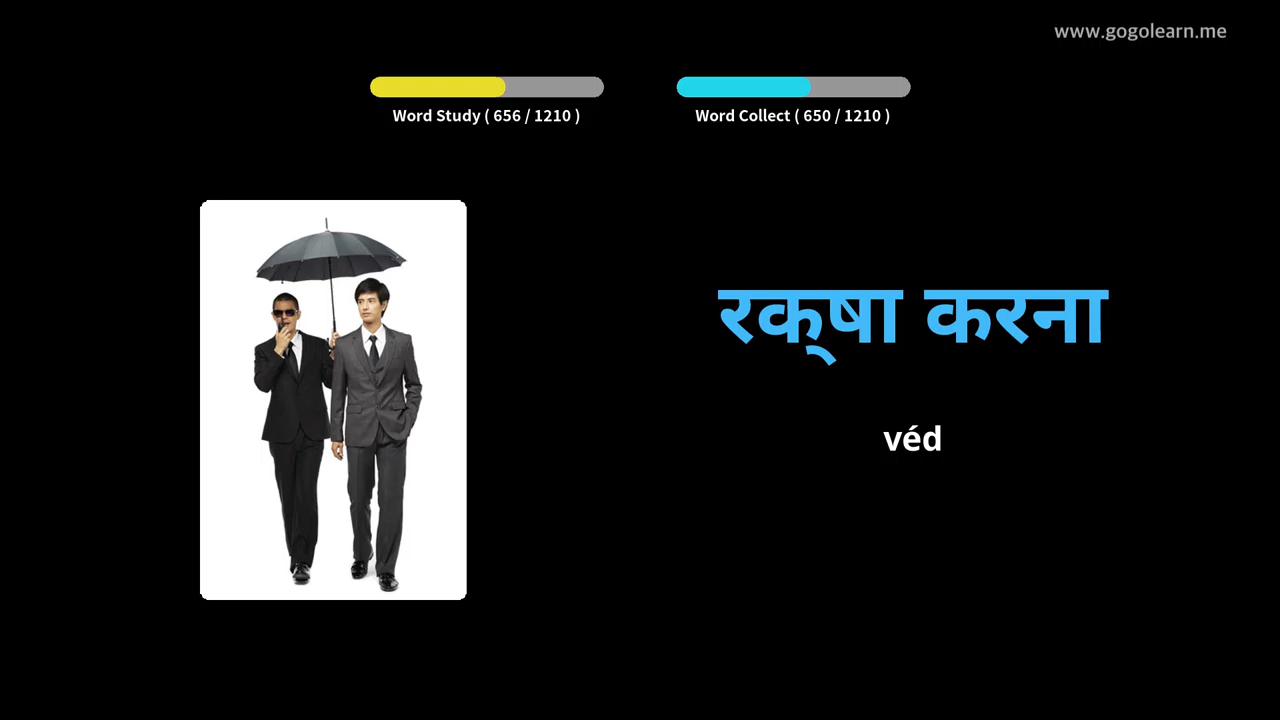 www.gogolearn.me
Word Study ( 656 / 1210 )
Word Collect ( 650 / 1210 )
रक्षा करना
véd